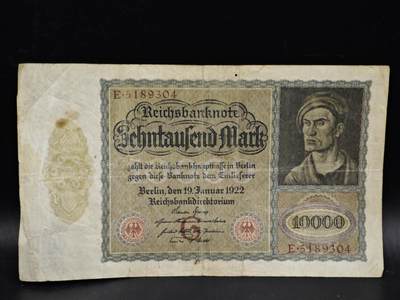 E·5189304
Reichsbanknote
Zehntausend Mark
zahlt die Reichsbankhauptkasse in Berlin
gegen diese Banknote dem Einlieferer
Berlin, den 19. Januar 1922
Reichsbankdirektorium
10000
E·5189304